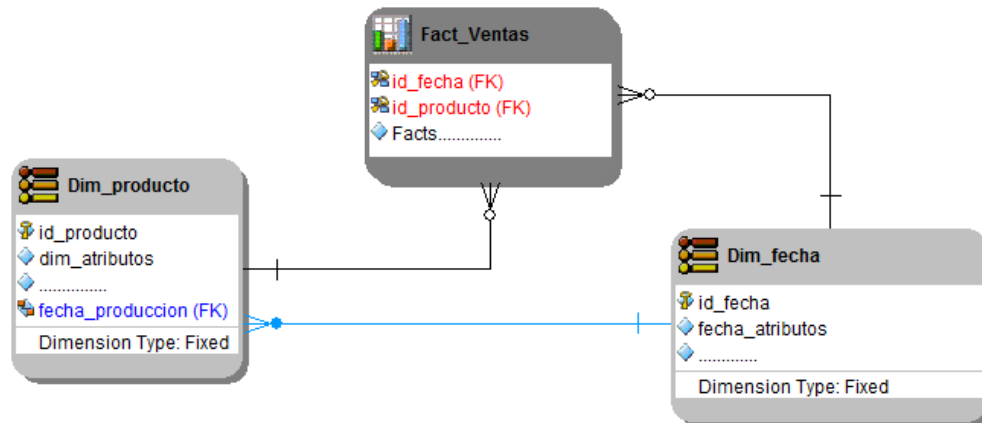 Fact_Ventas
id_fecha (FK)
id_producto (FK)
Facts..............
Dim_producto
id_producto
dim_atributos
...............
fecha_produccion (FK)
Dimension Type: Fixed
Dim_fecha
id_fecha
fecha_atributos
.............
Dimension Type: Fixed